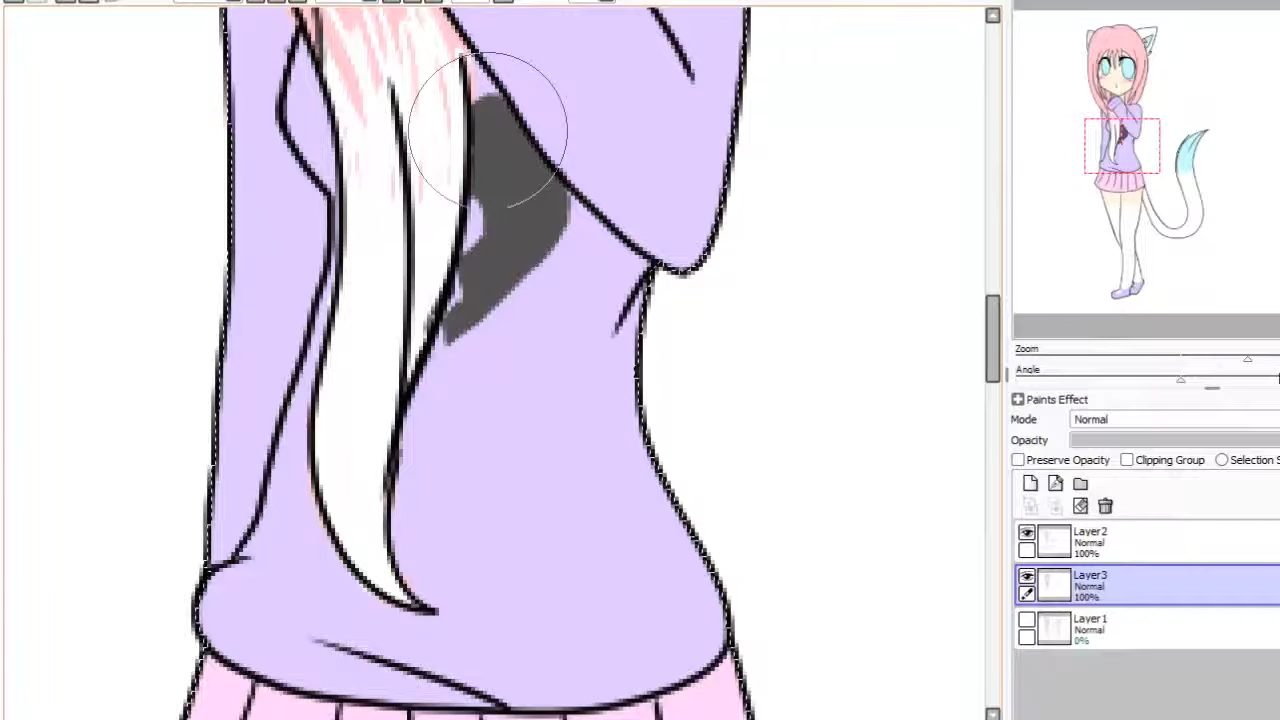 Zoom
Angle
Paints Effect
Mode Normal
Opacity
Preserve Opacity Clipping Group Selection S
Layer2
Normal
100%
Layer3
Normal
100%
Layer1
Normal
0%